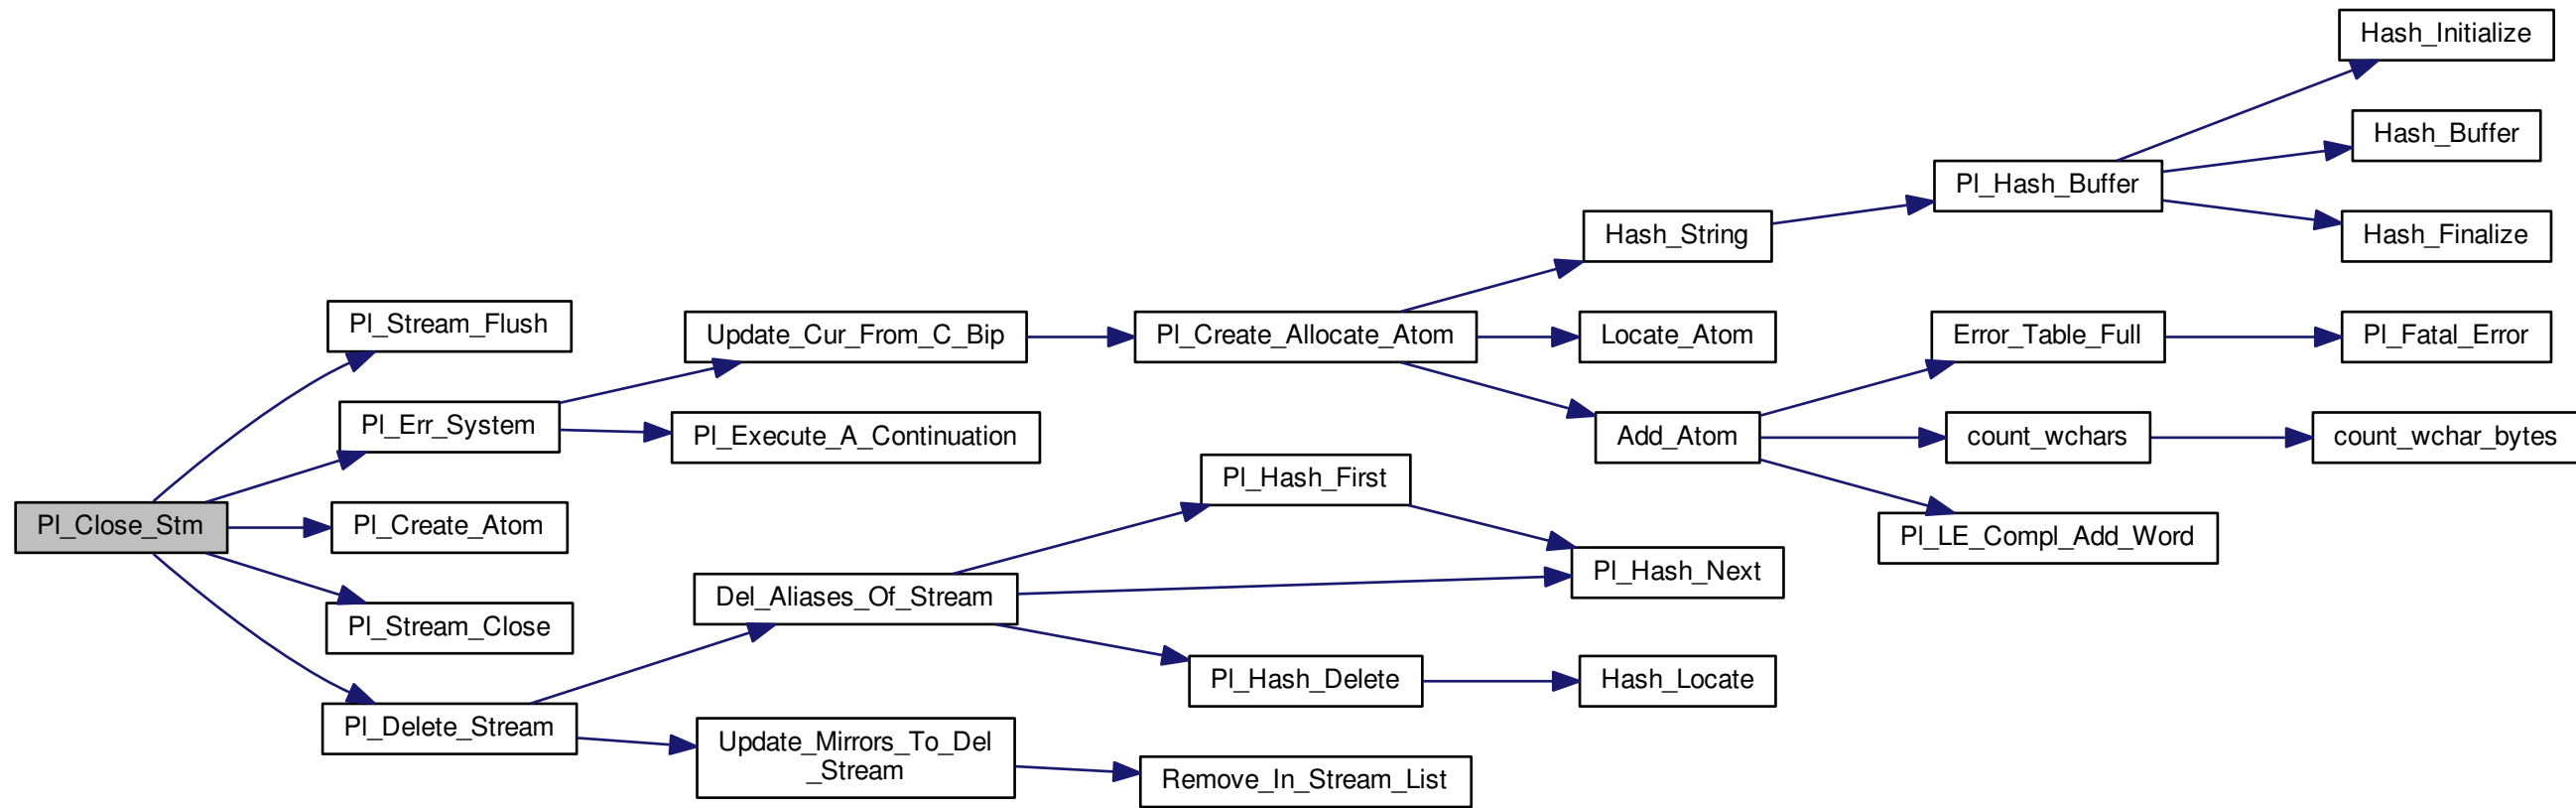 Hash_Initialize
Hash_Buffer
Pl_Hash_Buffer
Hash_String
Hash_Finalize
Pl_Stream_Flush
Update_Cur_From_C_Bip
Pl_Create_Allocate_Atom
Locate_Atom
Error_Table_Full
Pl_Fatal_Error
Pl_Err_System
Pl_Execute_A_Continuation
Add_Atom
count_wchars
count_wchar_bytes
Pl_Hash_First
Pl_Close_Stm
Pl_Create_Atom
Pl_LE_Compl_Add_Word
Pl_Hash_Next
Del_Aliases_Of_Stream
Pl_Stream_Close
Pl_Hash_Delete
Hash_Locate
Pl_Delete_Stream
Update_Mirrors_To_Del
_Stream
Remove_In_Stream_List